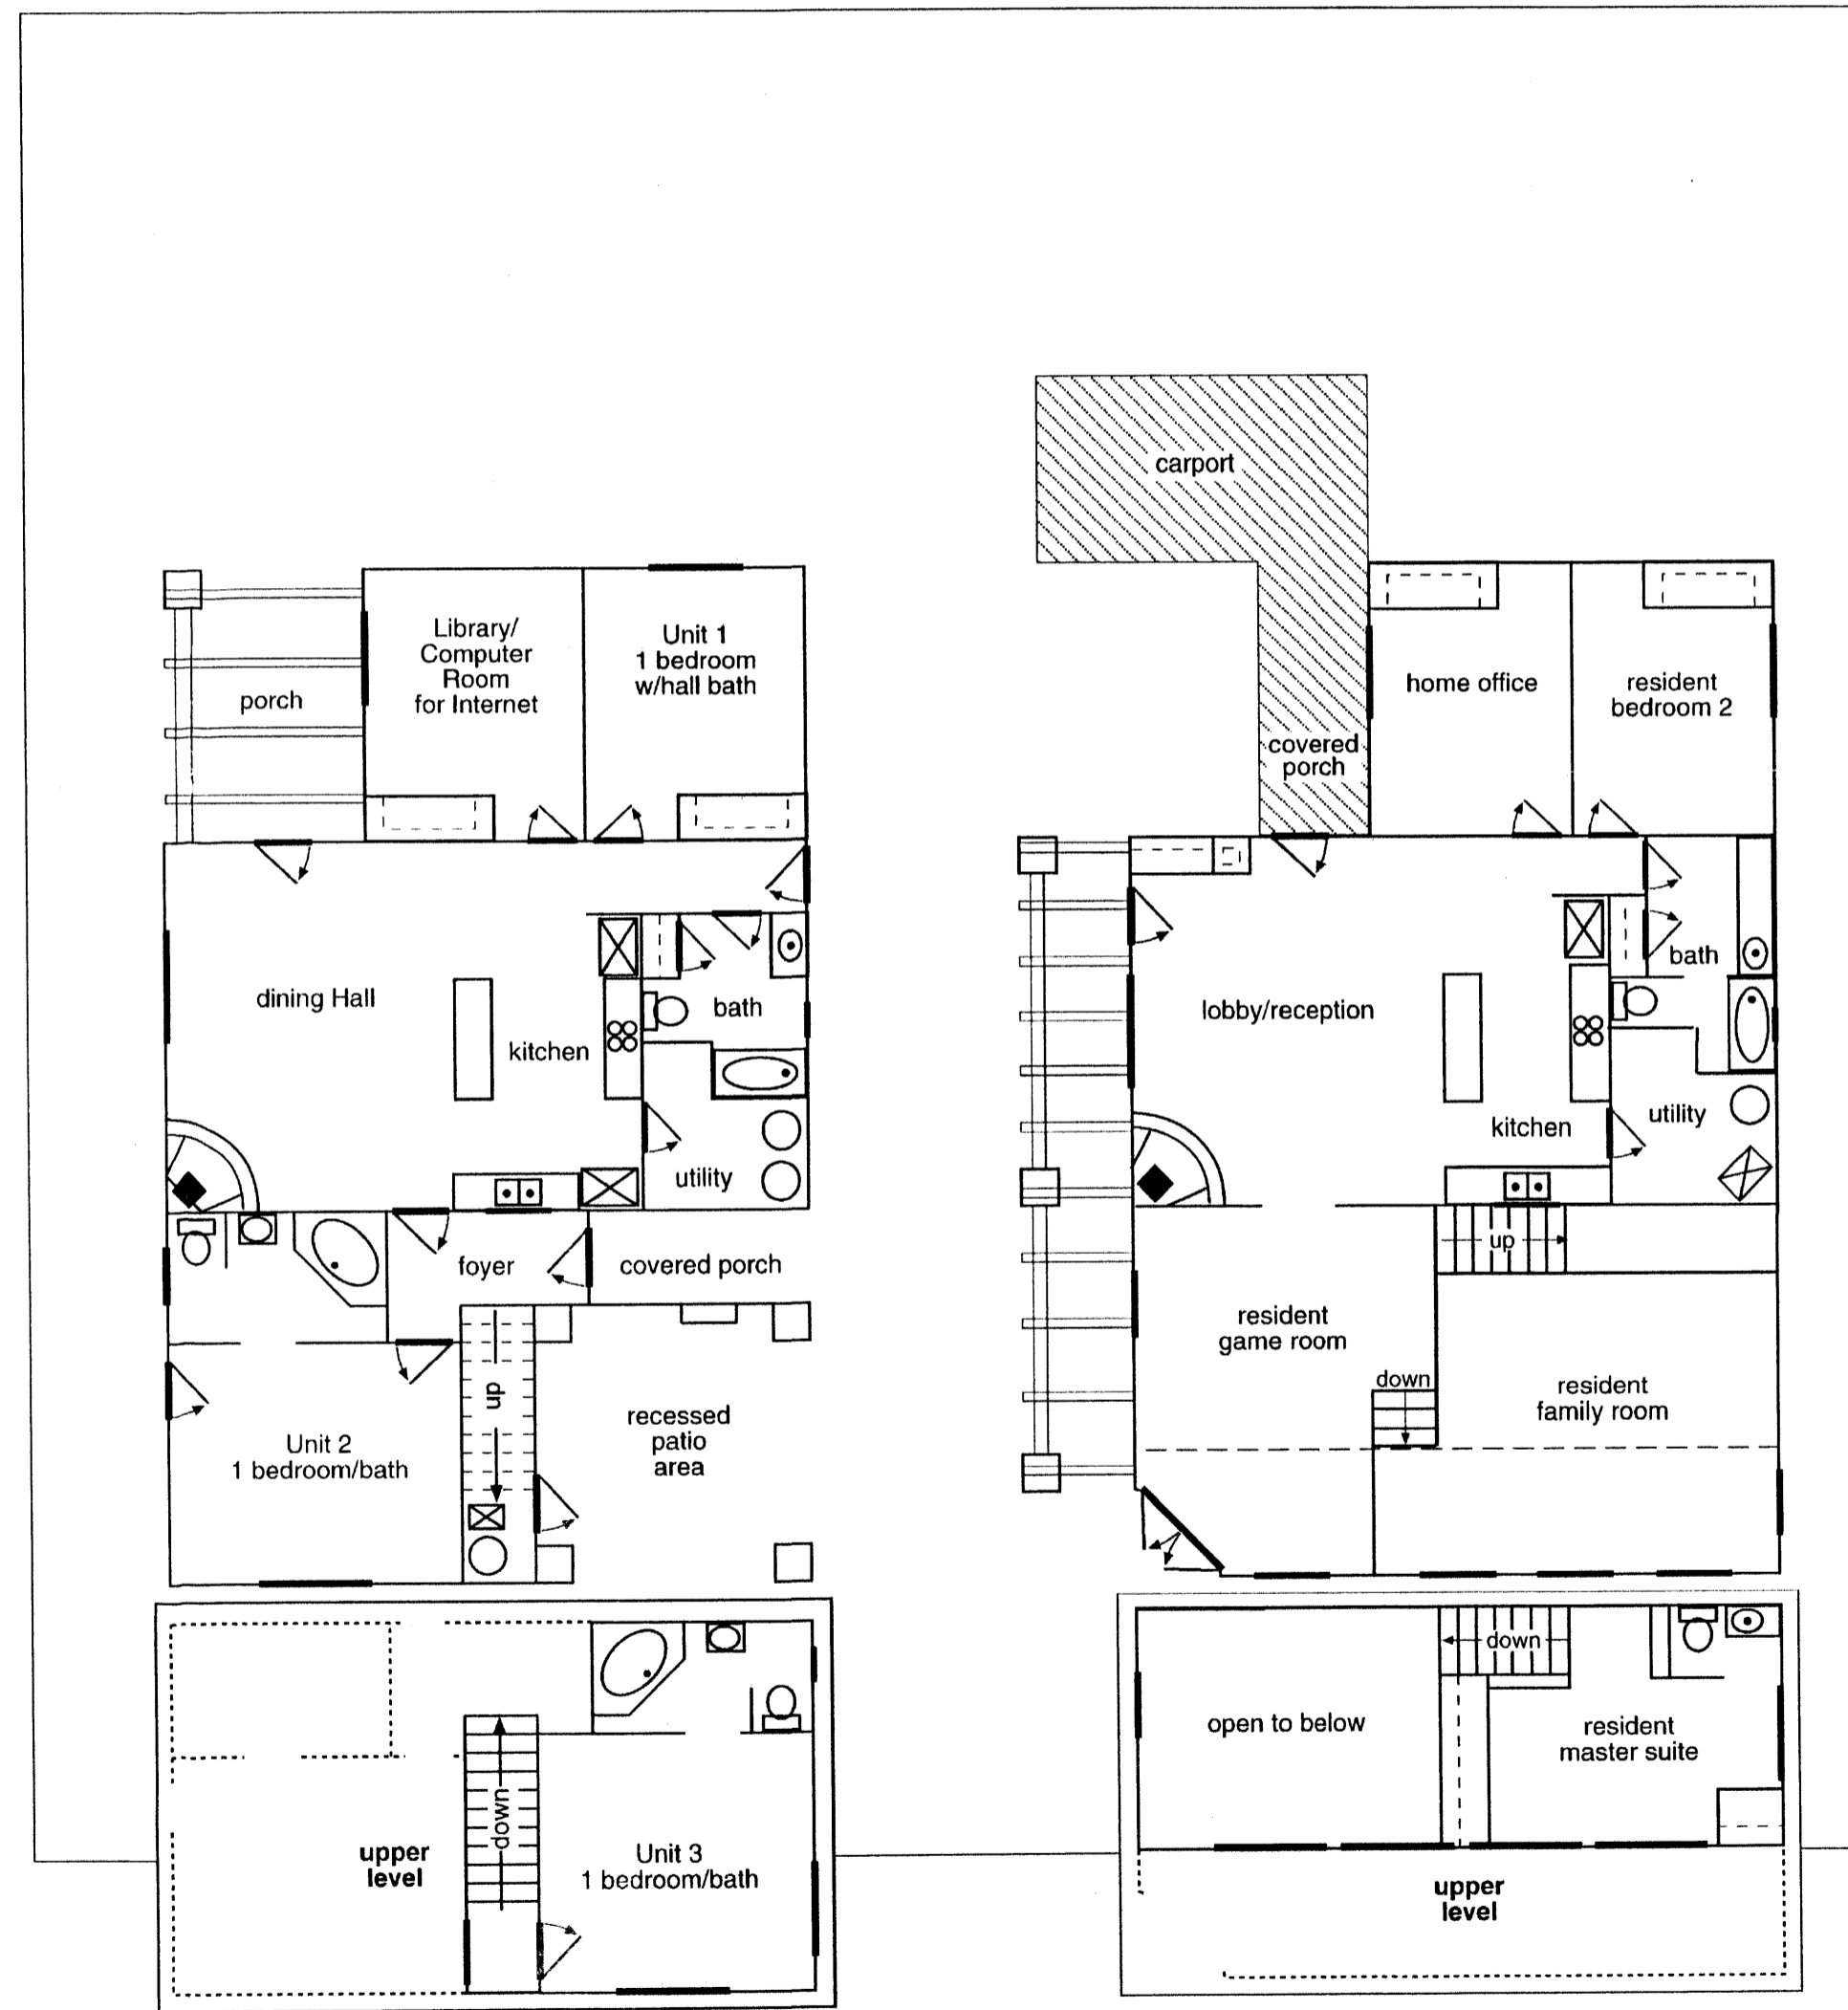 carport
Library/
Computer
Room
for Internet
Unit 1
1 bedroom
w/hall bath
porch
home office
resident
bedroom 2
covered
porch
dining Hall
kitchen
bath
utility
lobby/reception
kitchen
bath
utility
foyer
covered porch
up
resident
game room
down
resident
family room
up
recessed
patio
area
Unit 2
1 bedroom/bath
down
upper
level
Unit 3
1 bedroom/bath
down
open to below
resident
master suite
upper
level